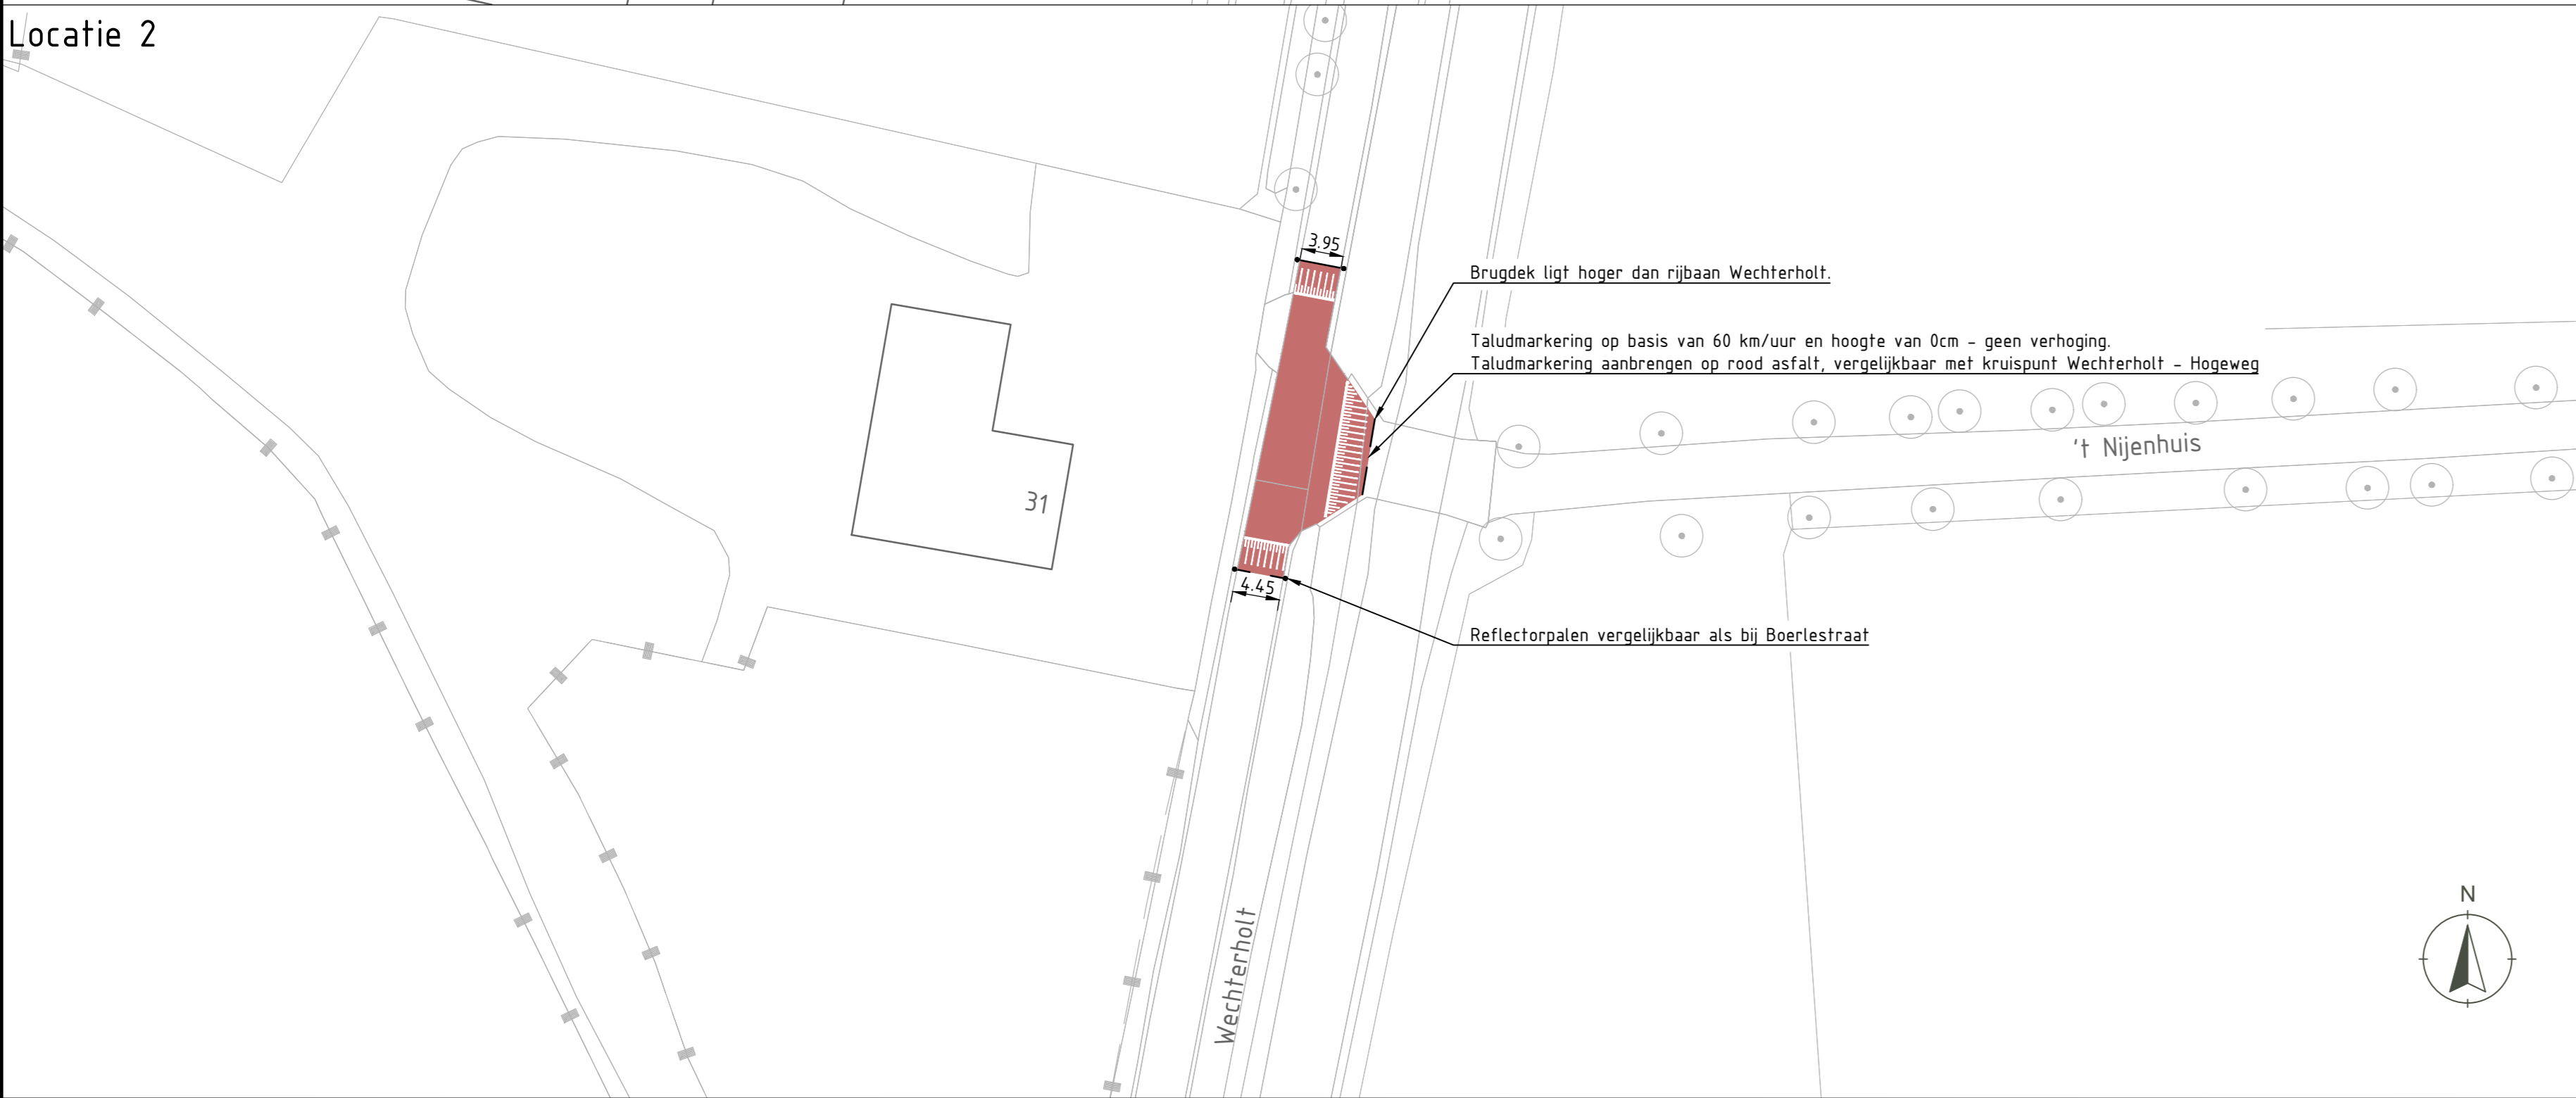 Locatie 2
3.95
Brugdek ligt hoger dan rijbaan Wechterholt.
Taludmarkering op basis van 60 km/uur en hoogte van 0cm - geen verhoging.
Taludmarkering aanbrengen op rood asfalt, vergelijkbaar met kruispunt Wechterholt - Hogeweg
't Nijenhuis
31
4.45
Reflectorpalen vergelijkbaar als bij Boerlestraat
N
Wechterholt